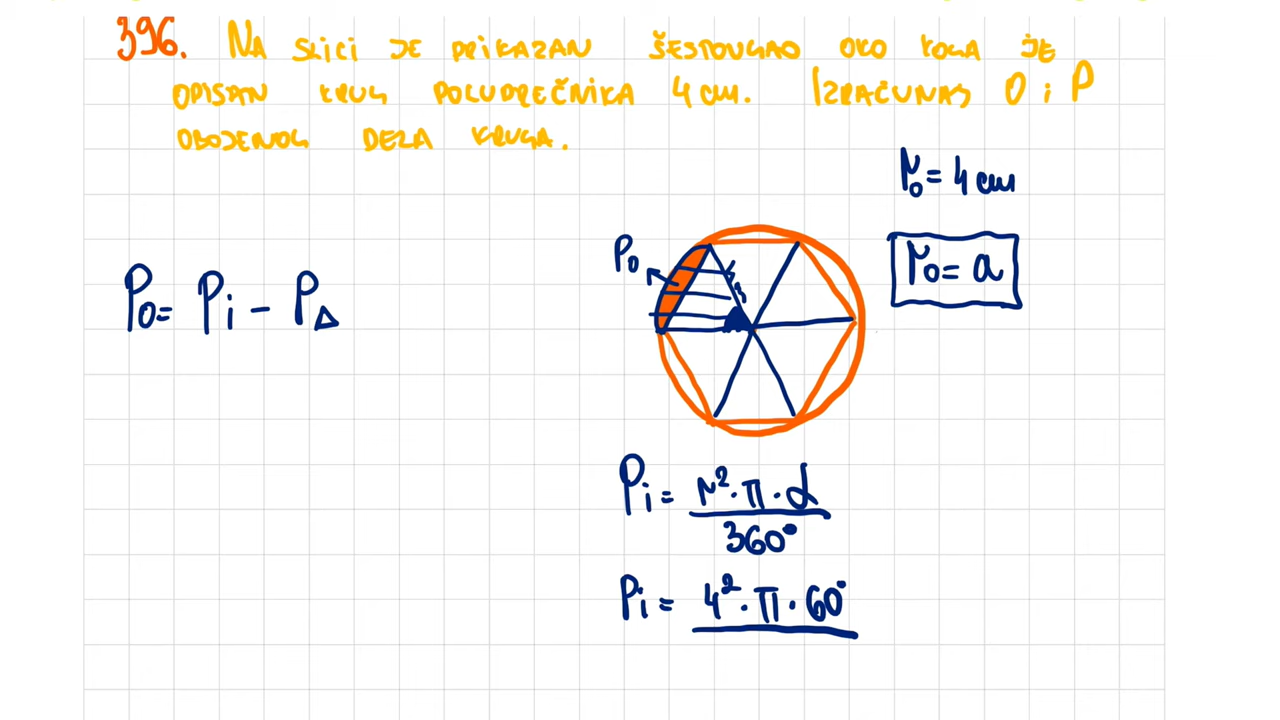 396. NA SLICI JE PRIKAZAN ŠESTOUGAO OKO KOGA JE
OPISAN KRUG POLUPREČNIKA 4 cm. IZRAČUNAJ O i P
OBOJENOG DELA KRUGA.
r₀ = 4 cm
P₀
r₀ = a
P₀ = Pi - P△
Pi = r² · π · α
360°
Pi = 4² · π · 60°